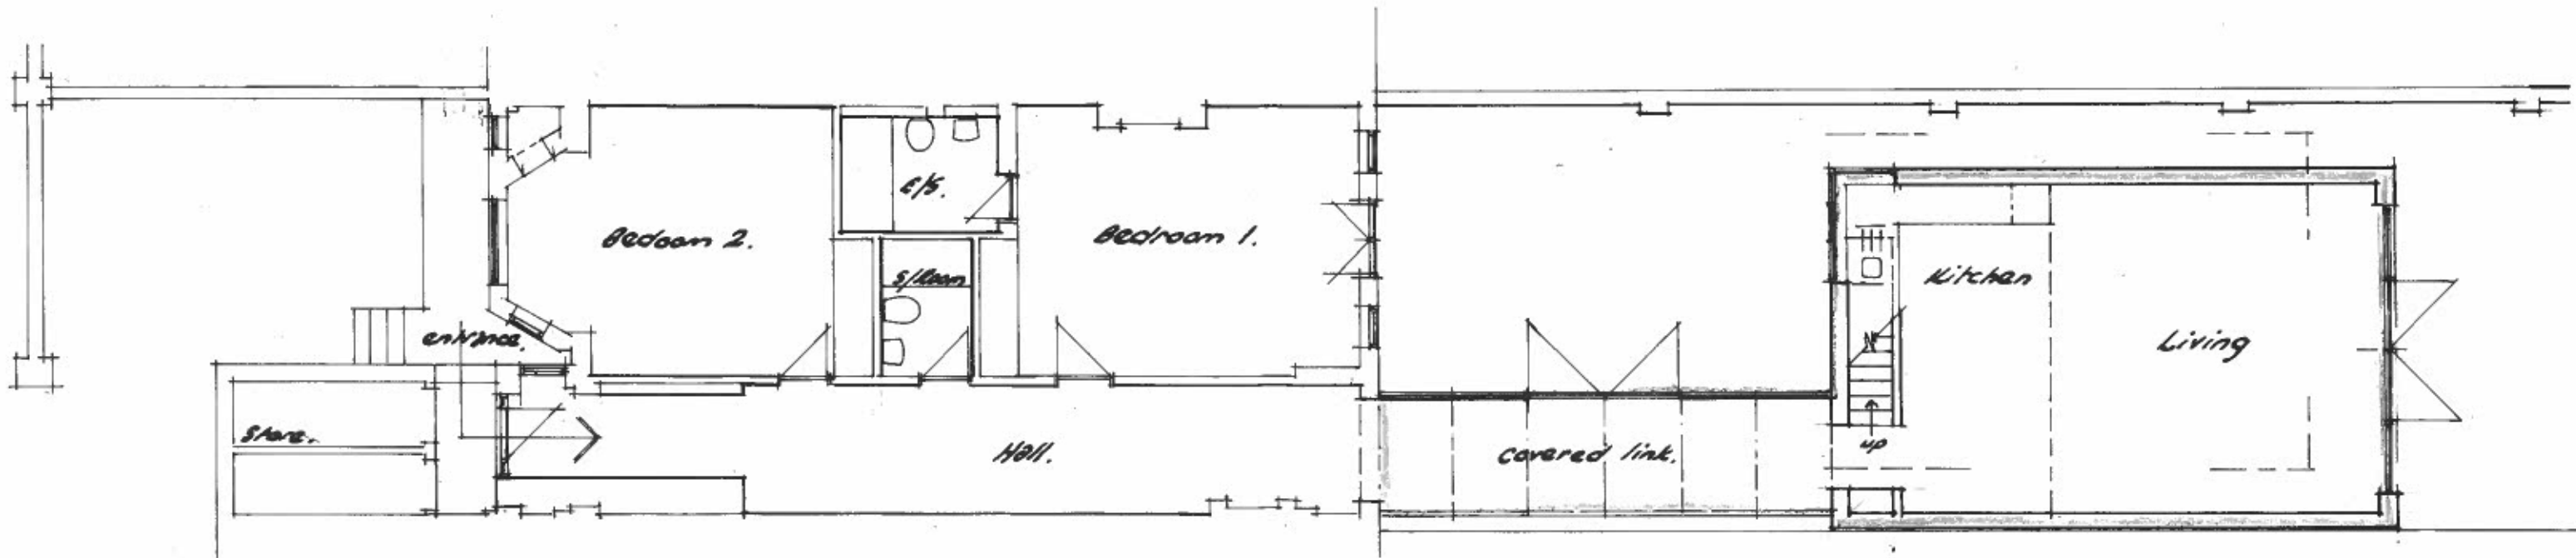 Bedoom 2.
E/S.
S/Room
Bedroom 1.
entrance.
Store.
Hall.
Covered link.
Kitchen
Living
up